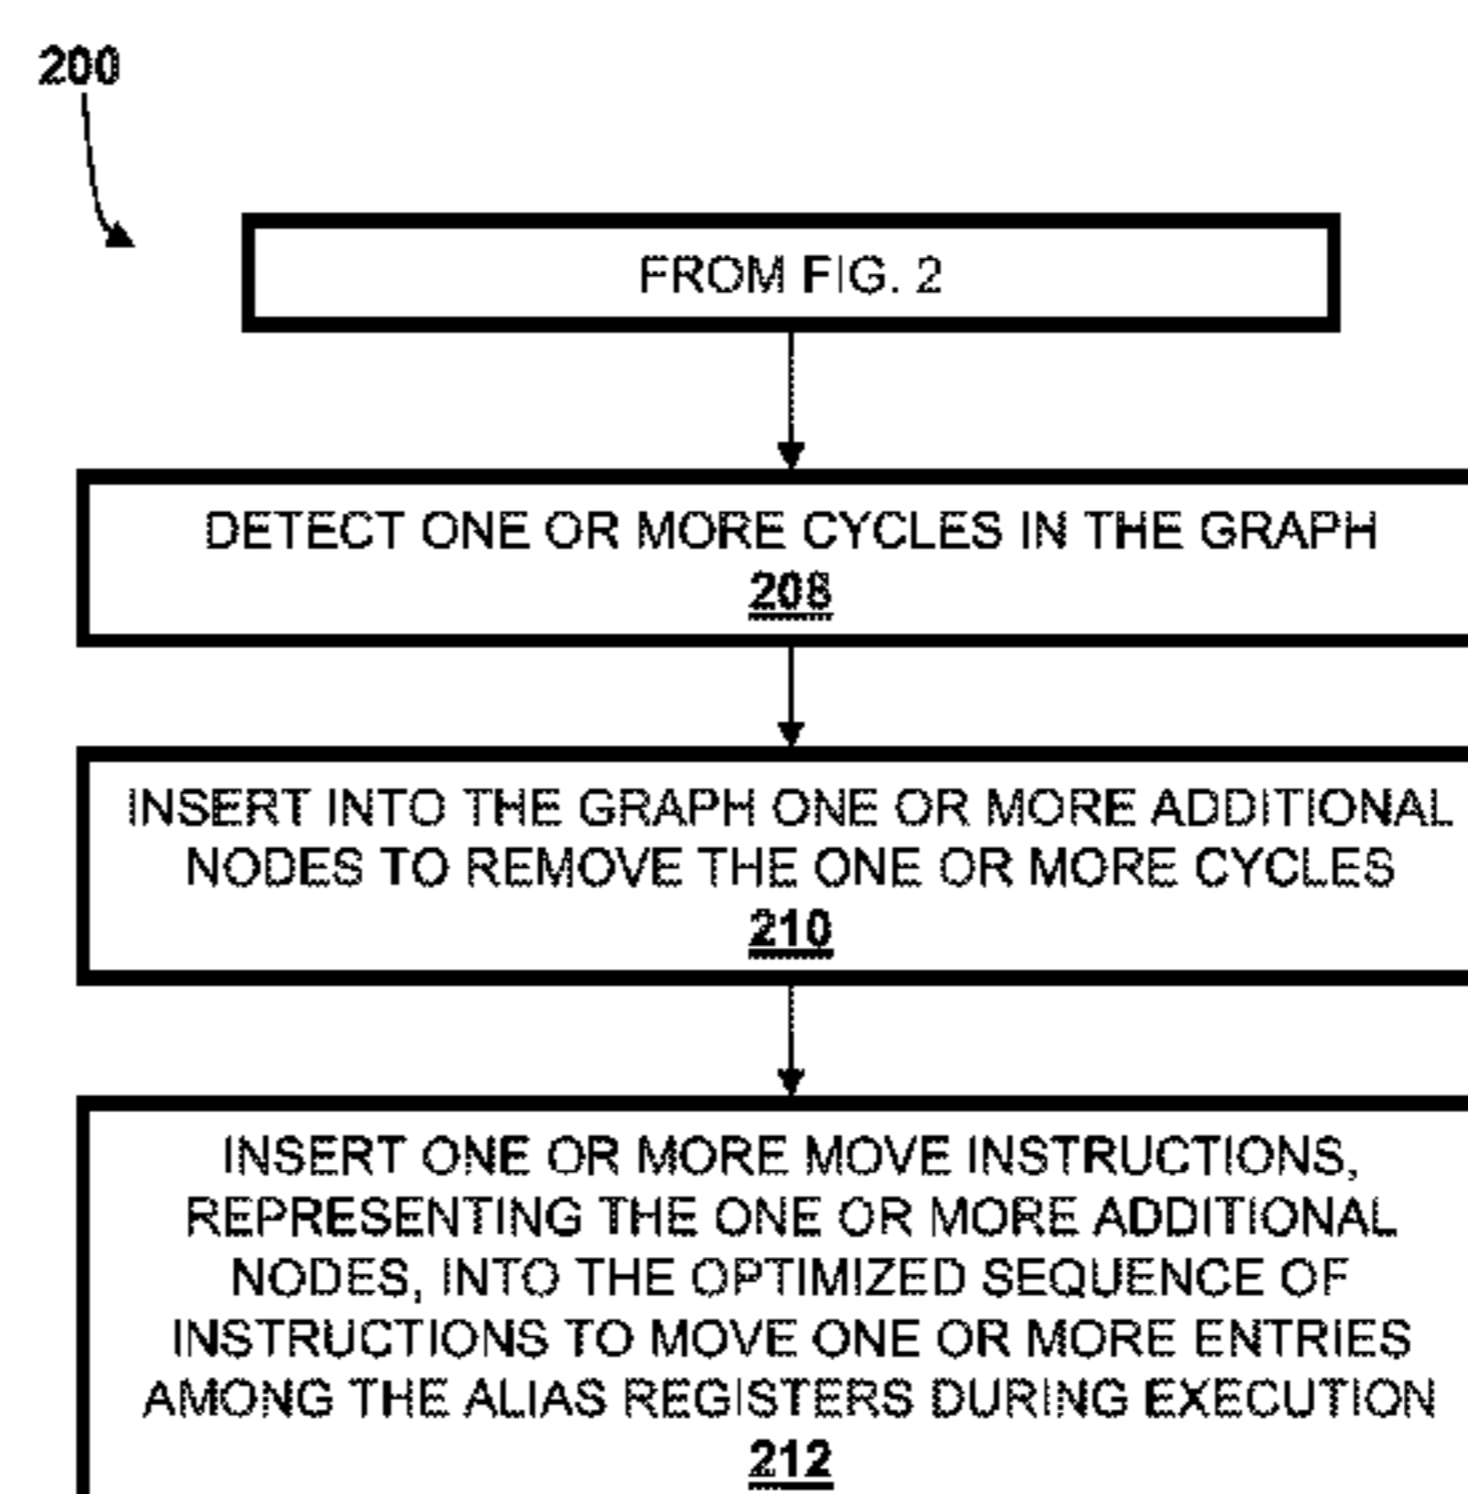 200
FROM FIG. 2
DETECT ONE OR MORE CYCLES IN THE GRAPH
208
INSERT INTO THE GRAPH ONE OR MORE ADDITIONAL
NODES TO REMOVE THE ONE OR MORE CYCLES
210
INSERT ONE OR MORE MOVE INSTRUCTIONS,
REPRESENTING THE ONE OR MORE ADDITIONAL
NODES, INTO THE OPTIMIZED SEQUENCE OF
INSTRUCTIONS TO MOVE ONE OR MORE ENTRIES
AMONG THE ALIAS REGISTERS DURING EXECUTION
212